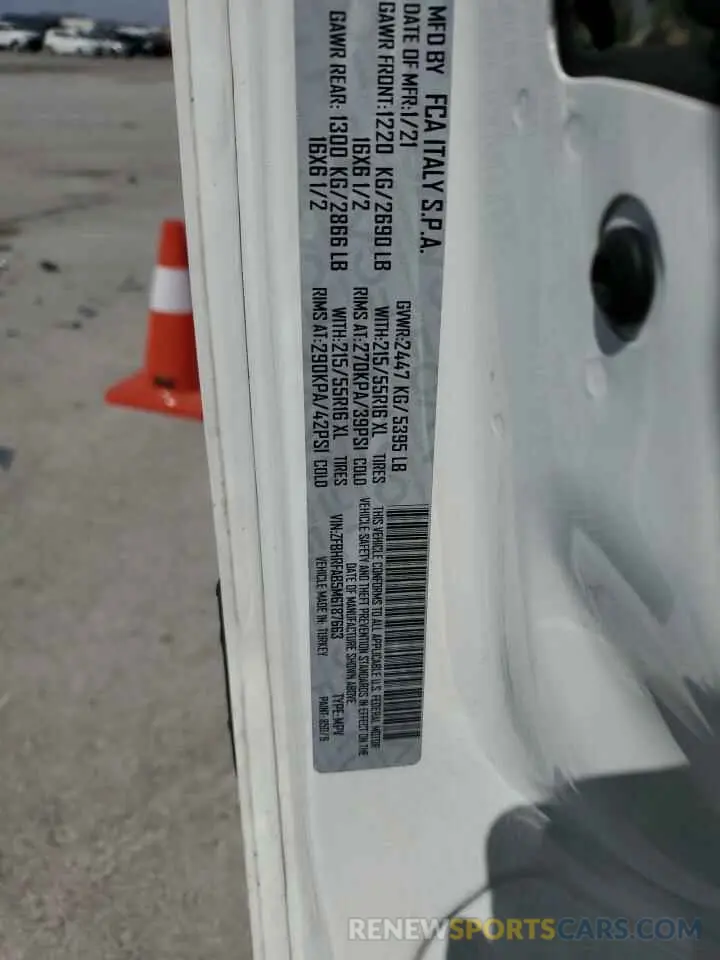 MFD BY FCA ITALY S.P.A.
DATE OF MFR:1/21 GVWR:2447 KG/5395 LB
GAWR FRONT:1220 KG/2690 LB WITH:215/55R16 XL TIRES
16X6 1/2 RIMS AT:270KPA/39PSI COLD
GAWR REAR: 1300 KG/2866 LB WITH:215/55R16 XL TIRES
16X6 1/2 RIMS AT:290KPA/42PSI COLD
THIS VEHICLE CONFORMS TO ALL APPLICABLE U.S. FEDERAL MOTOR
VEHICLE SAFETY AND THEFT PREVENTION STANDARDS IN EFFECT ON THE
DATE OF MANUFACTURE SHOWN ABOVE.
VIN:ZFBHRFAB5M6T87663 TYPE:MPV
VEHICLE MADE IN: TURKEY PAINT:
RENEWSPORTSCARS.COM